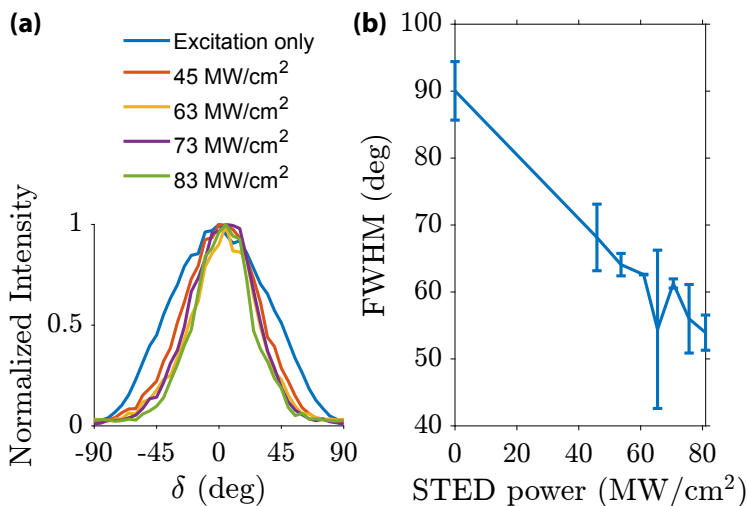 (a)
Excitation only
45 MW/cm²
63 MW/cm²
73 MW/cm²
83 MW/cm²
Normalized Intensity
1
0.5
0
-90 -45 0 45 90
δ (deg)
(b)
FWHM (deg)
100
90
80
70
60
50
40
0 20 40 60 80
STED power (MW/cm²)